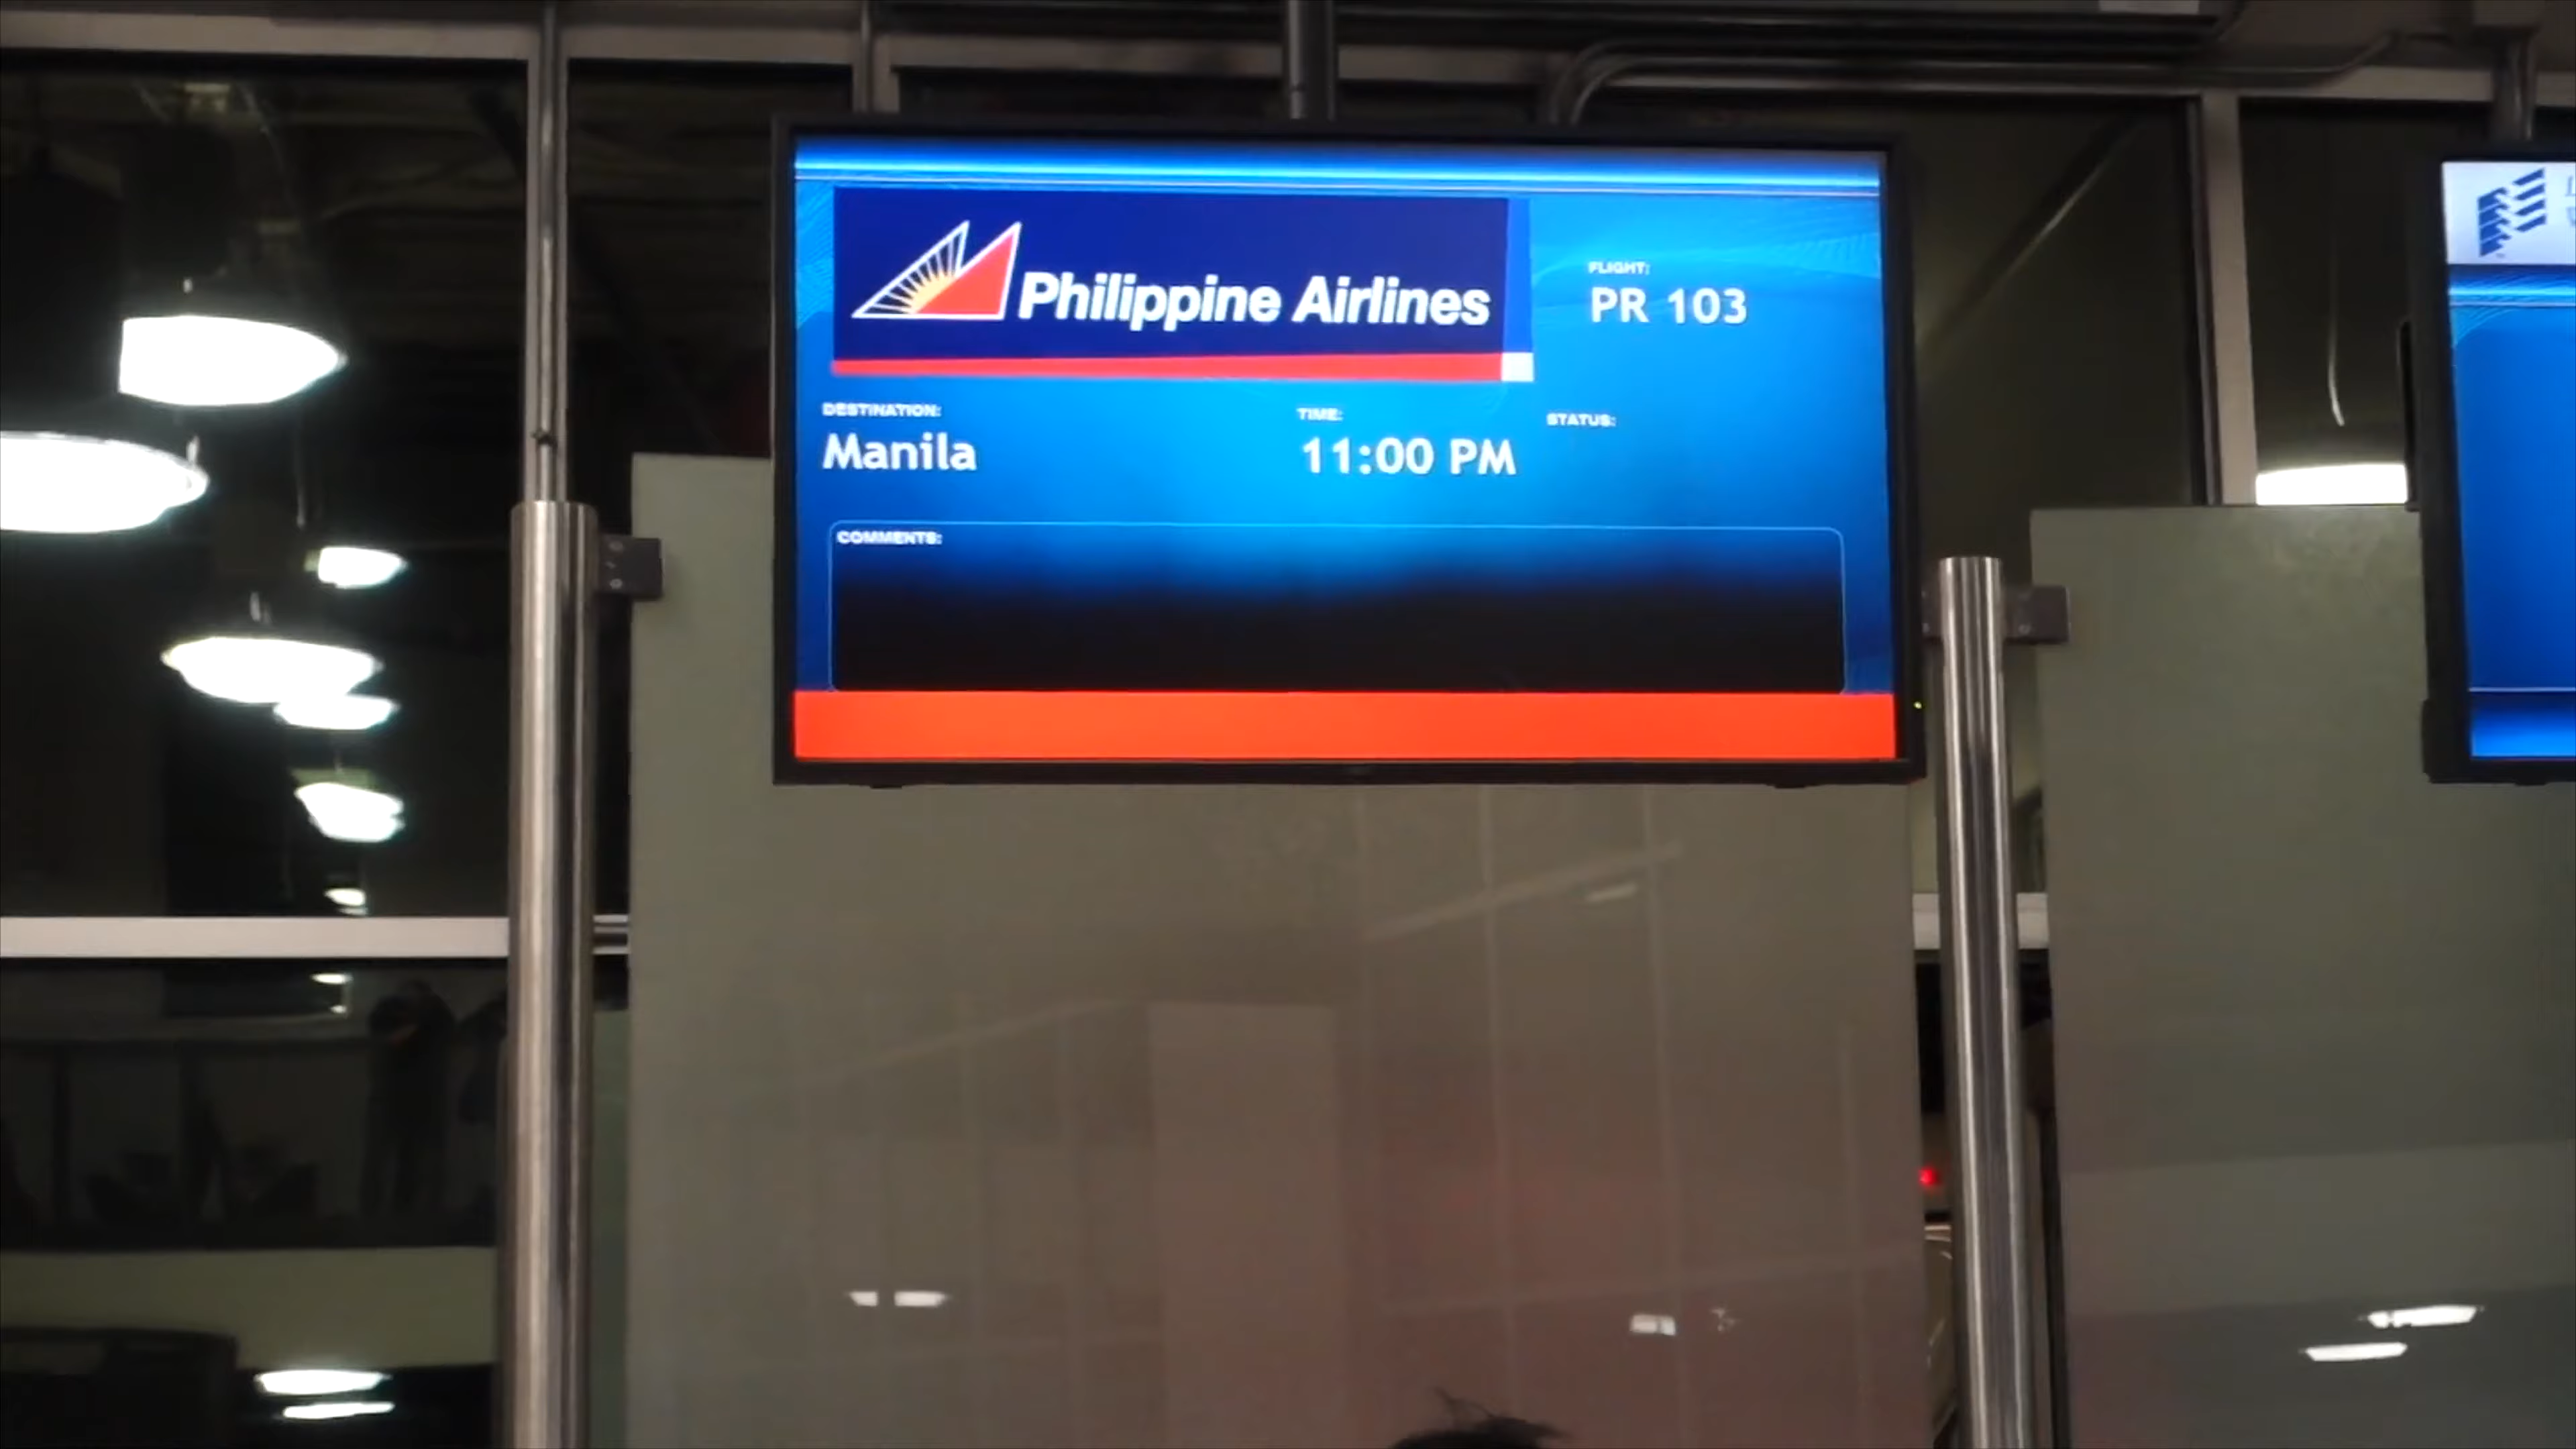 Philippine Airlines
FLIGHT:
PR 103
DESTINATION:
Manila
TIME:
11:00 PM
STATUS:
COMMENTS: